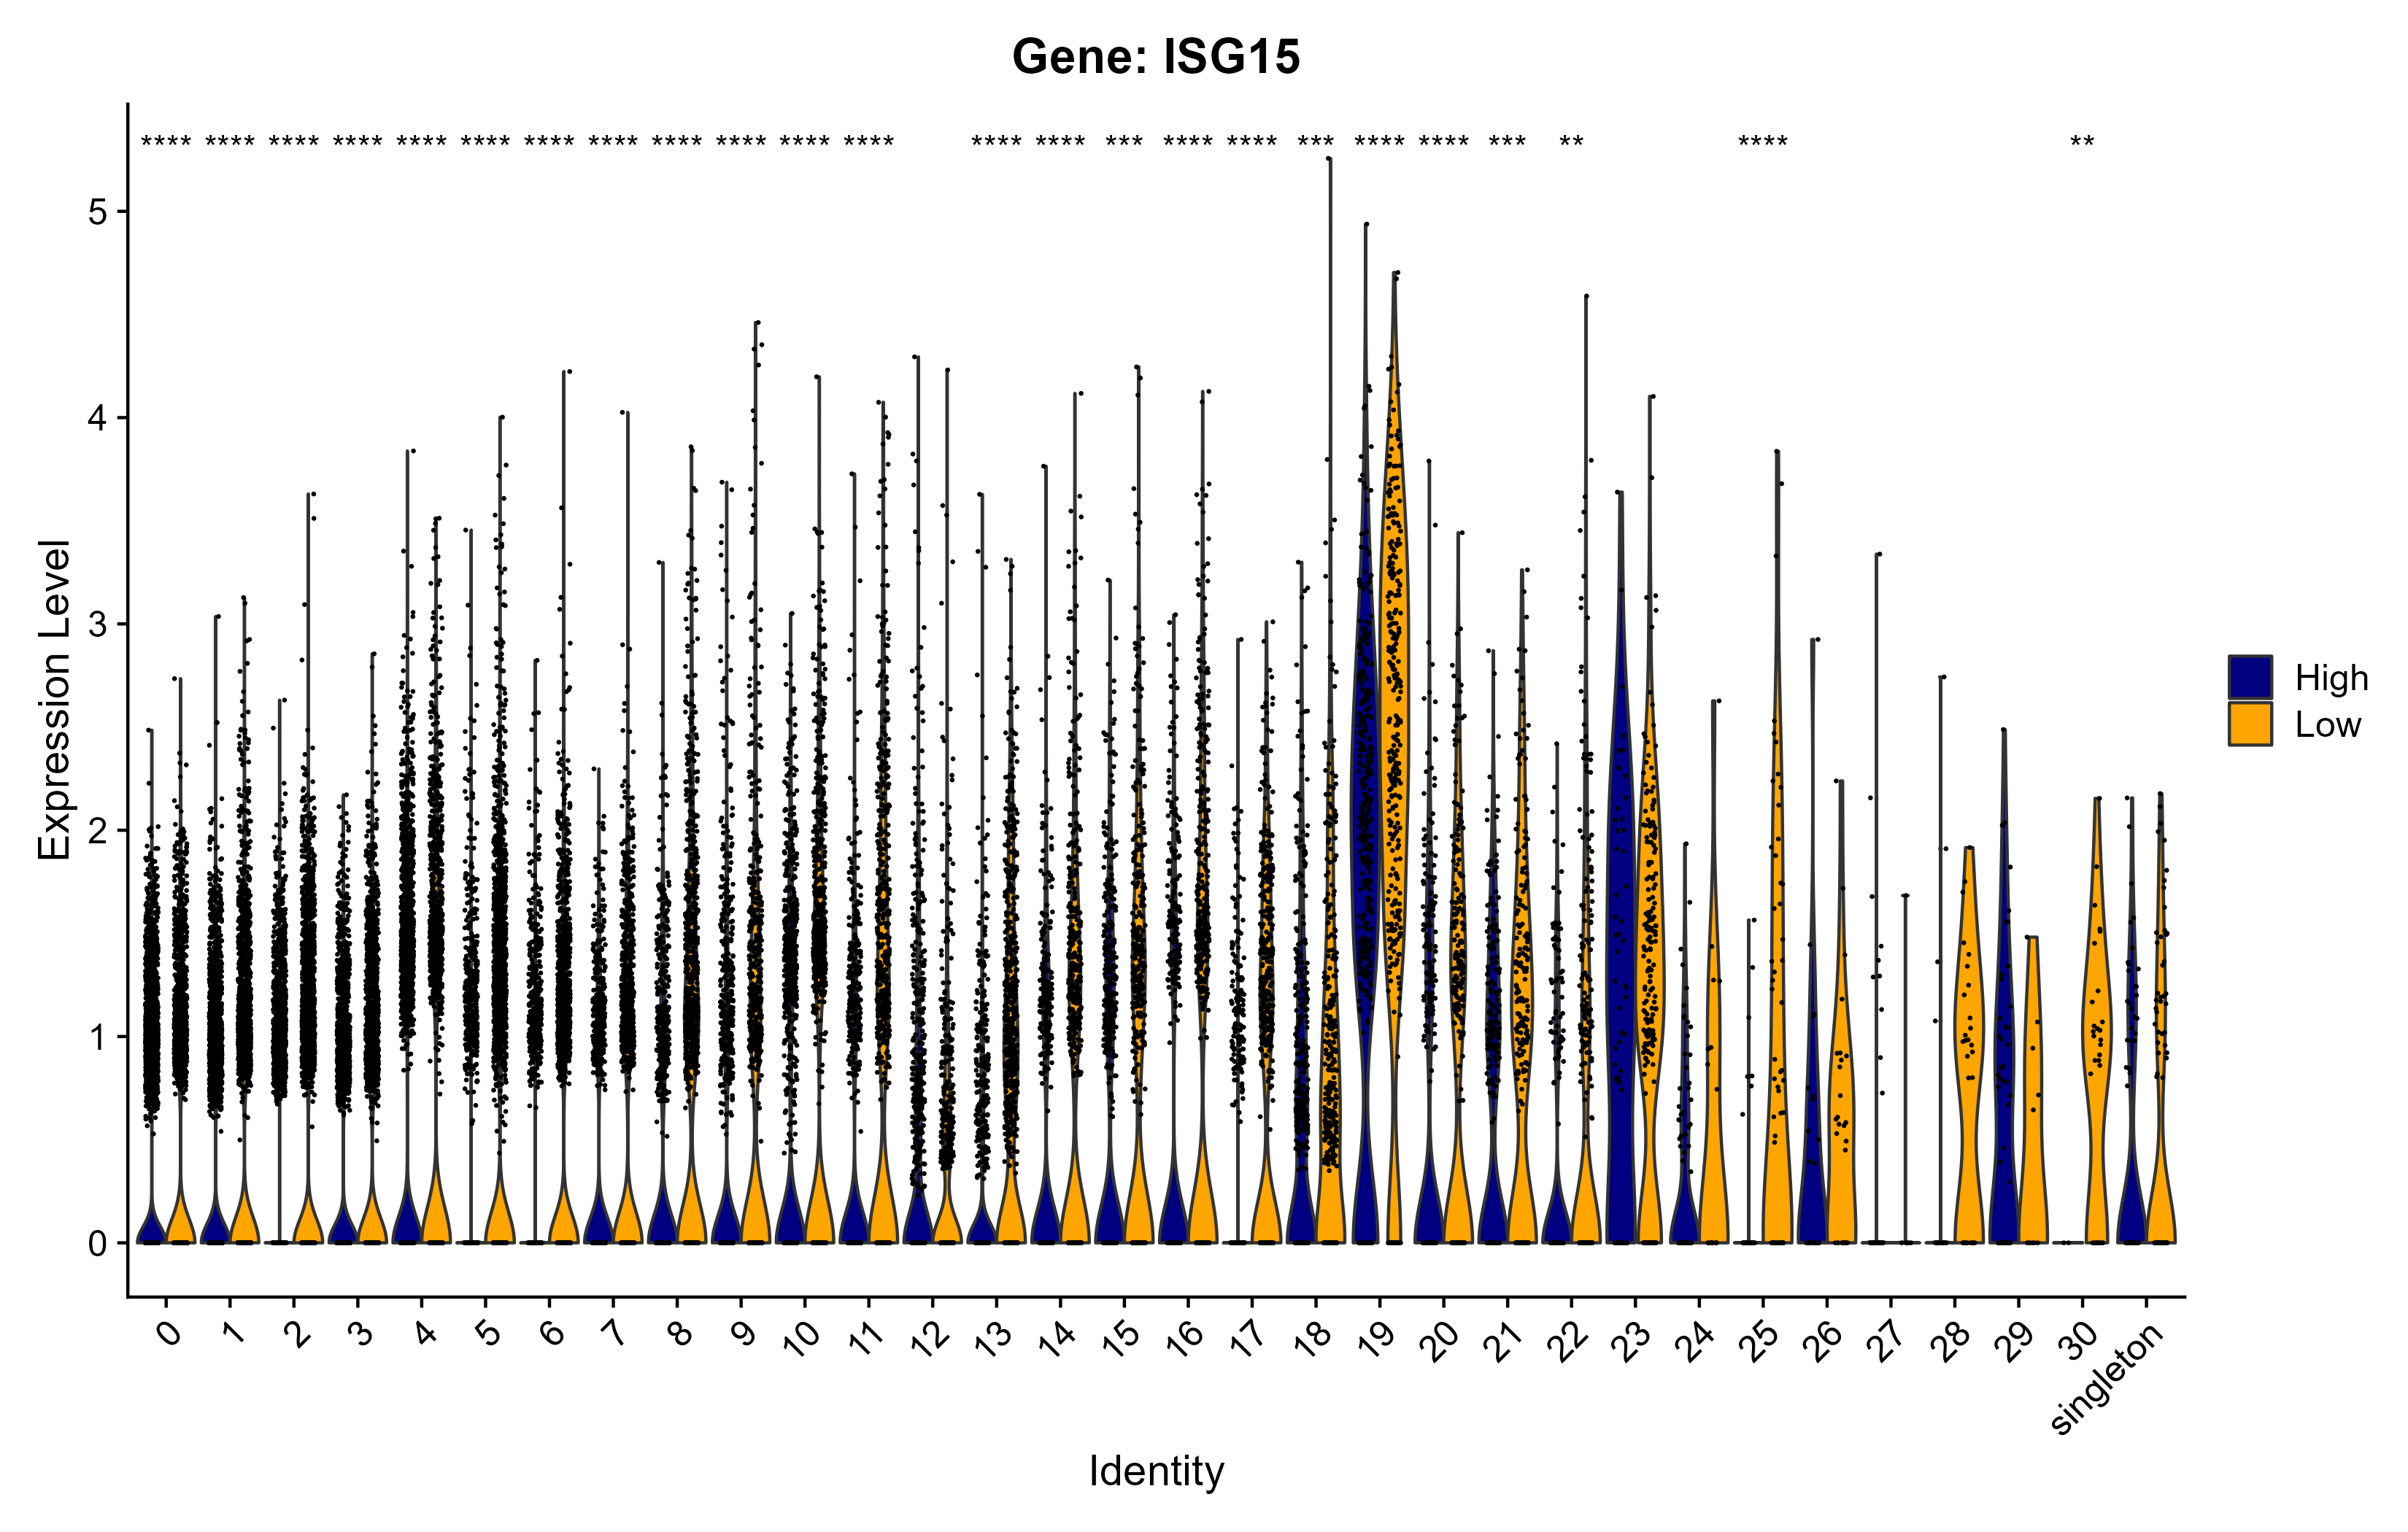 Gene: ISG15
**** **** **** **** **** **** **** **** **** **** **** **** **** **** *** **** **** *** **** **** *** ** **** **
5
4
3
2
1
0
Expression Level
High
Low
0 1 2 3 4 5 6 7 8 9 10 11 12 13 14 15 16 17 18 19 20 21 22 23 24 25 26 27 28 29 30 singleton
Identity